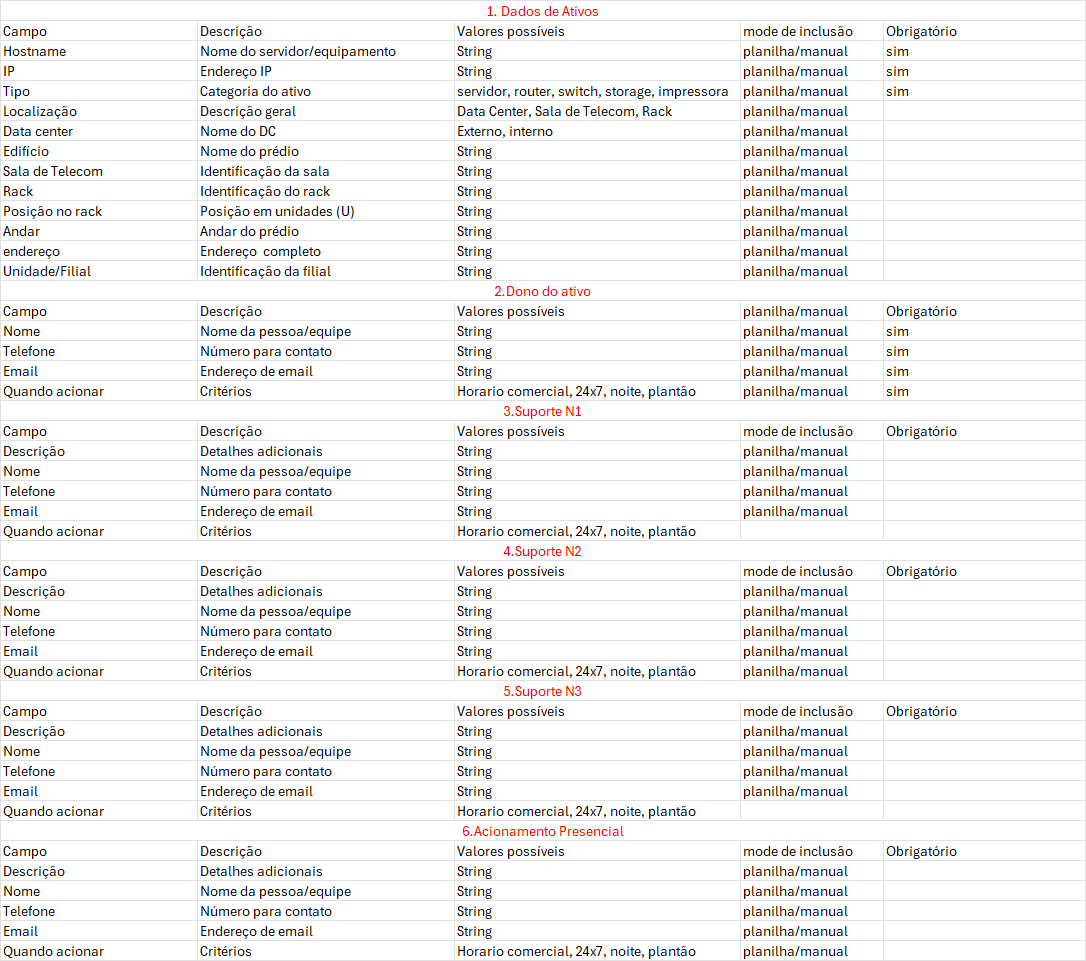 1. Dados de Ativos
Campo Descrição Valores possíveis mode de inclusão Obrigatório
Hostname Nome do servidor/equipamento String planilha/manual sim
IP Endereço IP String planilha/manual sim
Tipo Categoria do ativo servidor, router, switch, storage, impressora planilha/manual sim
Localização Descrição geral Data Center, Sala de Telecom, Rack planilha/manual
Data center Nome do DC Externo, interno planilha/manual
Edifício Nome do prédio String planilha/manual
Sala de Telecom Identificação da sala String planilha/manual
Rack Identificação do rack String planilha/manual
Posição no rack Posição em unidades (U) String planilha/manual
Andar Andar do prédio String planilha/manual
endereço Endereço  completo String planilha/manual
Unidade/Filial Identificação da filial String planilha/manual
2.Dono do ativo
Campo Descrição Valores possíveis planilha/manual Obrigatório
Nome Nome da pessoa/equipe String planilha/manual sim
Telefone Número para contato String planilha/manual sim
Email Endereço de email String planilha/manual sim
Quando acionar Critérios Horario comercial, 24x7, noite, plantão planilha/manual sim
3.Suporte N1
Campo Descrição Valores possíveis mode de inclusão Obrigatório
Descrição Detalhes adicionais String planilha/manual
Nome Nome da pessoa/equipe String planilha/manual
Telefone Número para contato String planilha/manual
Email Endereço de email String planilha/manual
Quando acionar Critérios Horario comercial, 24x7, noite, plantão
4.Suporte N2
Campo Descrição Valores possíveis mode de inclusão Obrigatório
Descrição Detalhes adicionais String planilha/manual
Nome Nome da pessoa/equipe String planilha/manual
Telefone Número para contato String planilha/manual
Email Endereço de email String planilha/manual
Quando acionar Critérios Horario comercial, 24x7, noite, plantão planilha/manual
5.Suporte N3
Campo Descrição Valores possíveis mode de inclusão Obrigatório
Descrição Detalhes adicionais String planilha/manual
Nome Nome da pessoa/equipe String planilha/manual
Telefone Número para contato String planilha/manual
Email Endereço de email String planilha/manual
Quando acionar Critérios Horario comercial, 24x7, noite, plantão
6.Acionamento Presencial
Campo Descrição Valores possíveis mode de inclusão Obrigatório
Descrição Detalhes adicionais String planilha/manual
Nome Nome da pessoa/equipe String planilha/manual
Telefone Número para contato String planilha/manual
Email Endereço de email String planilha/manual
Quando acionar Critérios Horario comercial, 24x7, noite, plantão planilha/manual